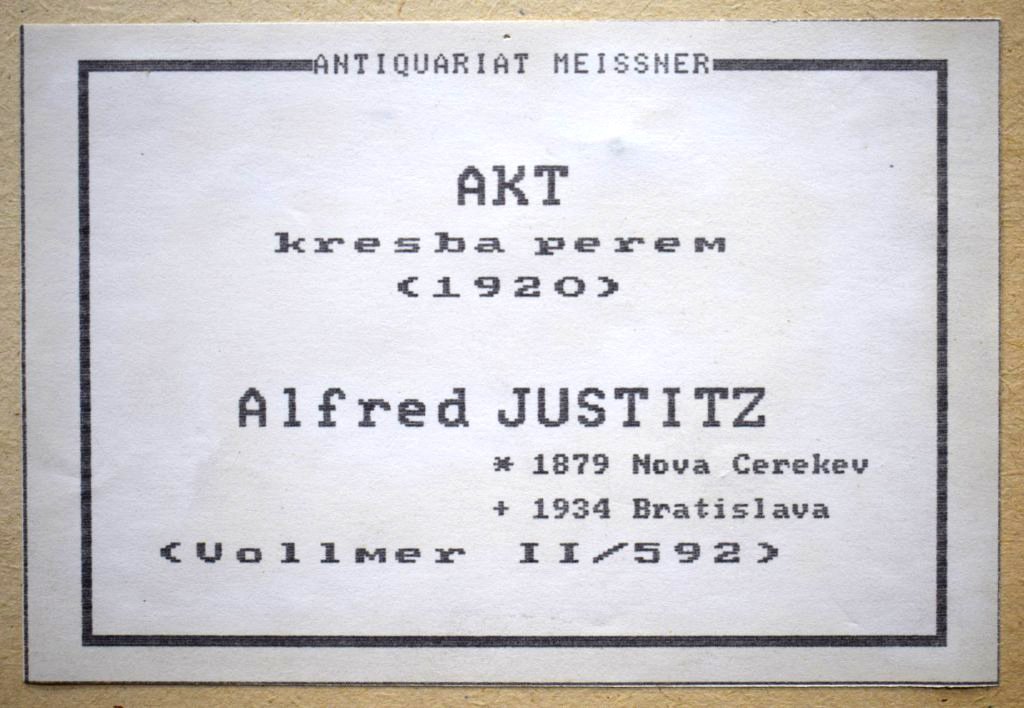 ANTIQUARIAT MEISSNER
AKT
kresba perem
(1920)
Alfred JUSTITZ
* 1879 Nova Cerekev
+ 1934 Bratislava
(Vollmer II/592)